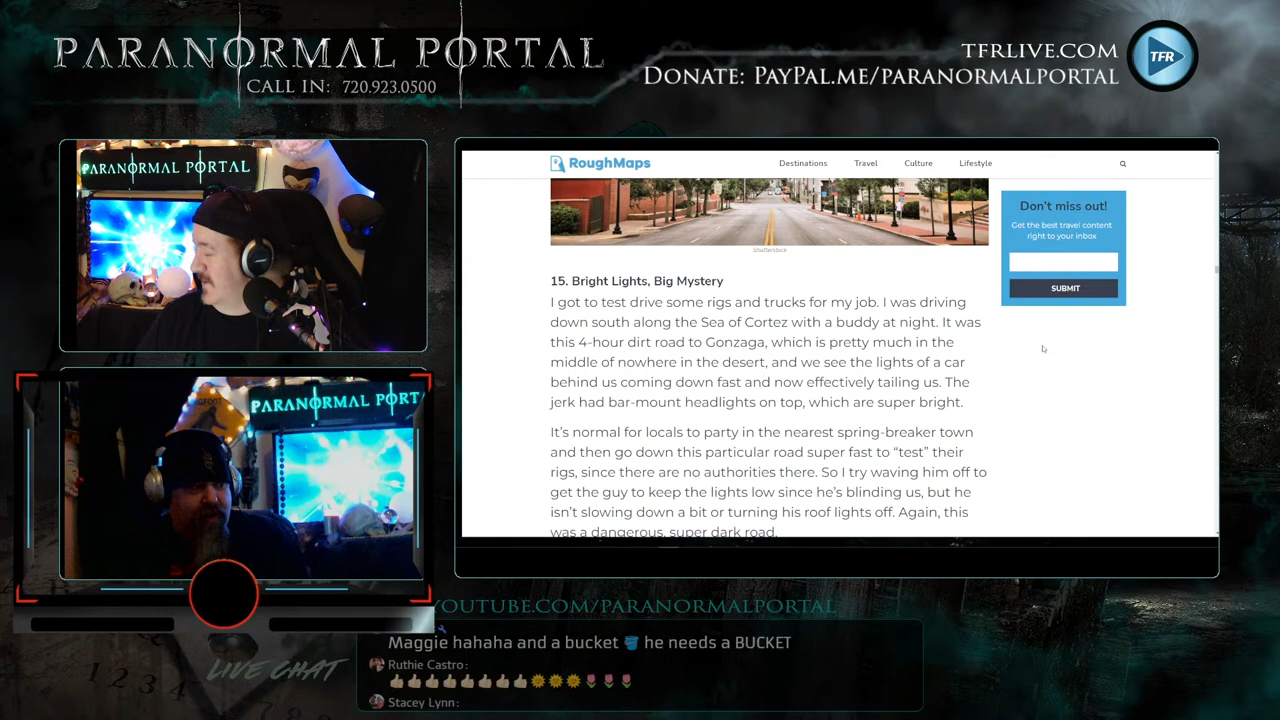 PARANORMAL PORTAL
CALL IN: 720.923.0500
TFRLIVE.COM
DONATE: PAYPAL.ME/PARANORMALPORTAL
TFR
PARANORMAL PORTAL
RoughMaps
Destinations Travel Culture Lifestyle
Shutterstock
Don't miss out!
Get the best travel content
right to your inbox
SUBMIT
15. Bright Lights, Big Mystery
I got to test drive some rigs and trucks for my job. I was driving
down south along the Sea of Cortez with a buddy at night. It was
this 4-hour dirt road to Gonzaga, which is pretty much in the
middle of nowhere in the desert, and we see the lights of a car
behind us coming down fast and now effectively tailing us. The
jerk had bar-mount headlights on top, which are super bright.
It's normal for locals to party in the nearest spring-breaker town
and then go down this particular road super fast to “test” their
rigs, since there are no authorities there. So I try waving him off to
get the guy to keep the lights low since he's blinding us, but he
isn't slowing down a bit or turning his roof lights off. Again, this
was a dangerous, super dark road.
PARANORMAL PORT
YOUTUBE.COM/PARANORMALPORTAL
LIVE CHAT
1 2 3 4
Maggie hahaha and a bucket 🪣 he needs a BUCKET
Ruthie Castro:
Stacey Lynn: